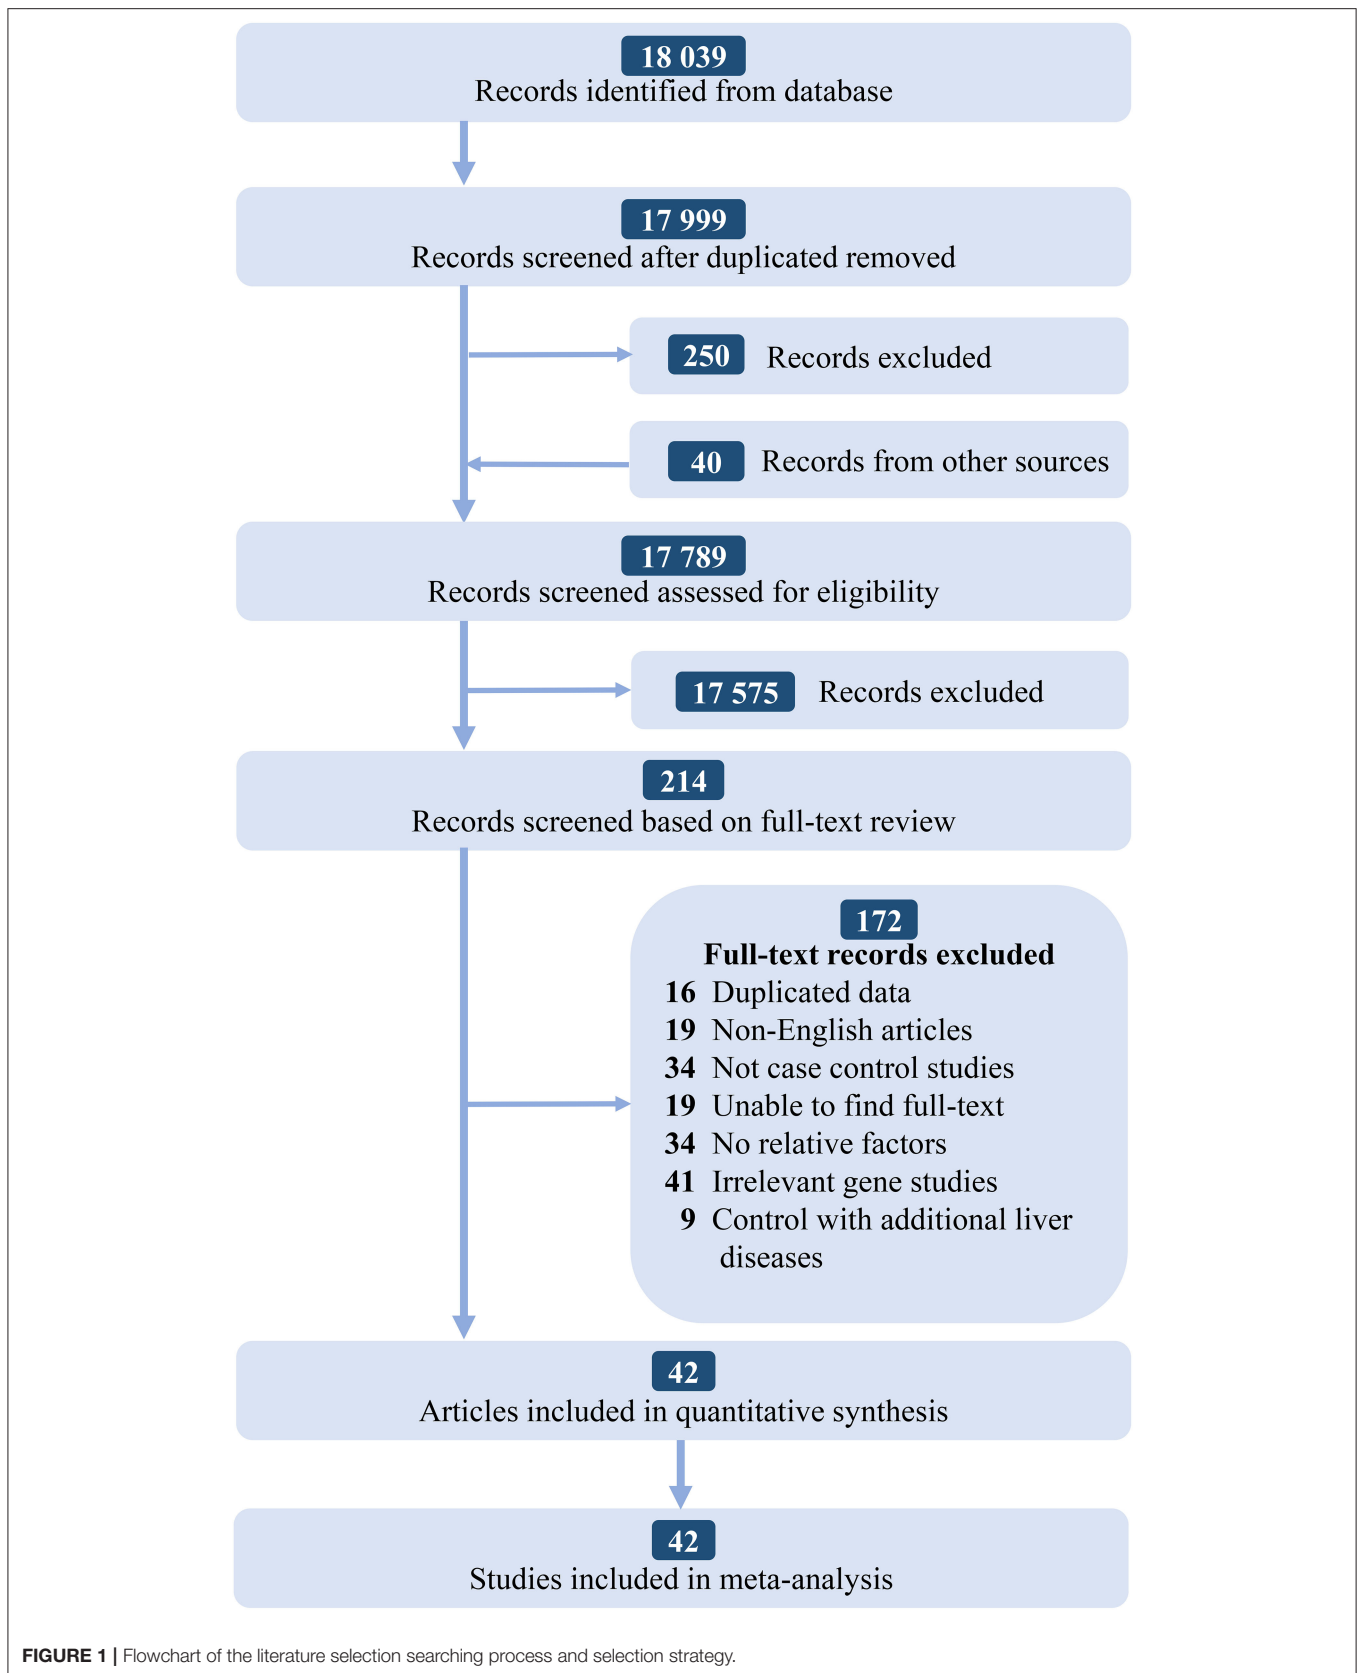 18 039
Records identified from database
17 999
Records screened after duplicated removed
250 Records excluded
40 Records from other sources
17 789
Records screened assessed for eligibility
17 575 Records excluded
214
Records screened based on full-text review
172
Full-text records excluded
16 Duplicated data
19 Non-English articles
34 Not case control studies
19 Unable to find full-text
34 No relative factors
41 Irrelevant gene studies
9 Control with additional liver
diseases
42
Articles included in quantitative synthesis
42
Studies included in meta-analysis
FIGURE 1 | Flowchart of the literature selection searching process and selection strategy.